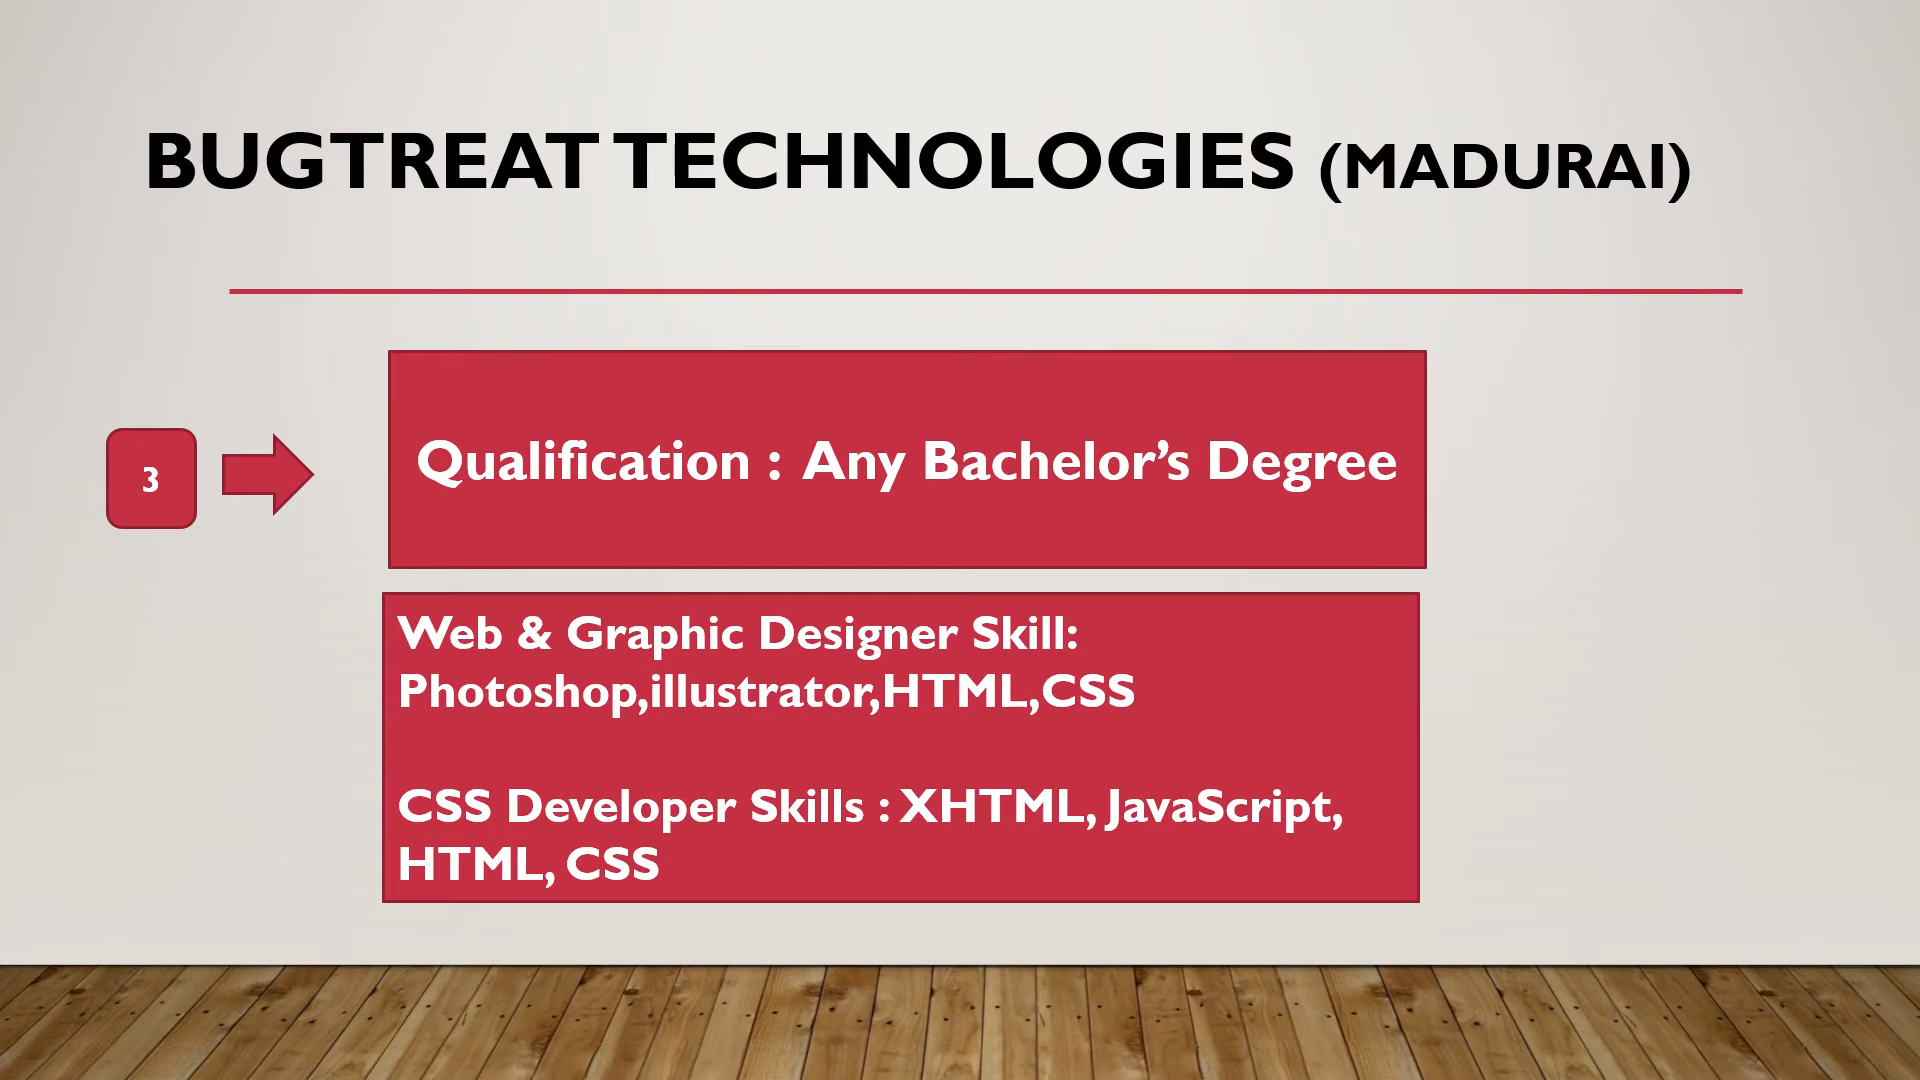 BUGTREAT TECHNOLOGIES (MADURAI)
3
Qualification : Any Bachelor’s Degree
Web & Graphic Designer Skill:
Photoshop,illustrator,HTML,CSS
CSS Developer Skills : XHTML, JavaScript,
HTML, CSS